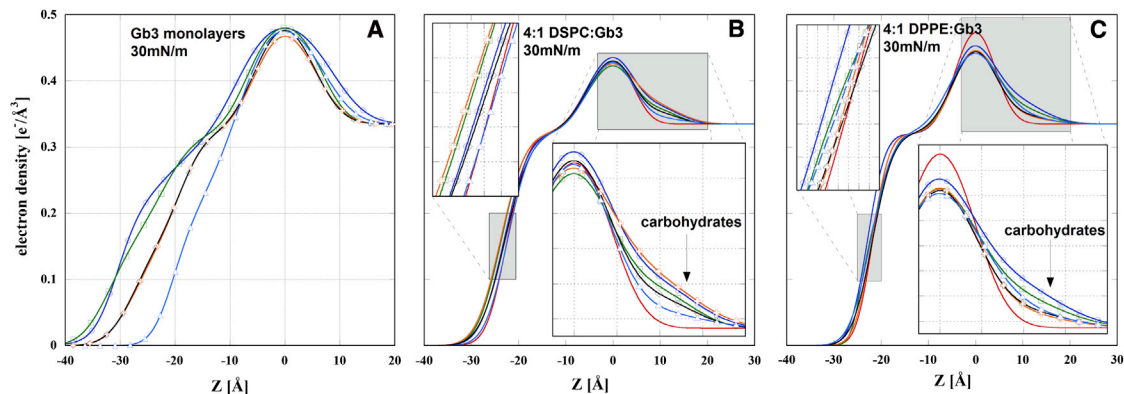 Gb3 monolayers
30mN/m
A
0.5
0.4
0.3
0.2
0.1
0
electron density [e⁻/Å³]
-40
-30
-20
-10
0
10
20
Z [Å]
4:1 DSPC:Gb3
30mN/m
B
carbohydrates
-40
-30
-20
-10
0
10
20
30
Z [Å]
4:1 DPPE:Gb3
30mN/m
C
carbohydrates
-40
-30
-20
-10
0
10
20
30
Z [Å]